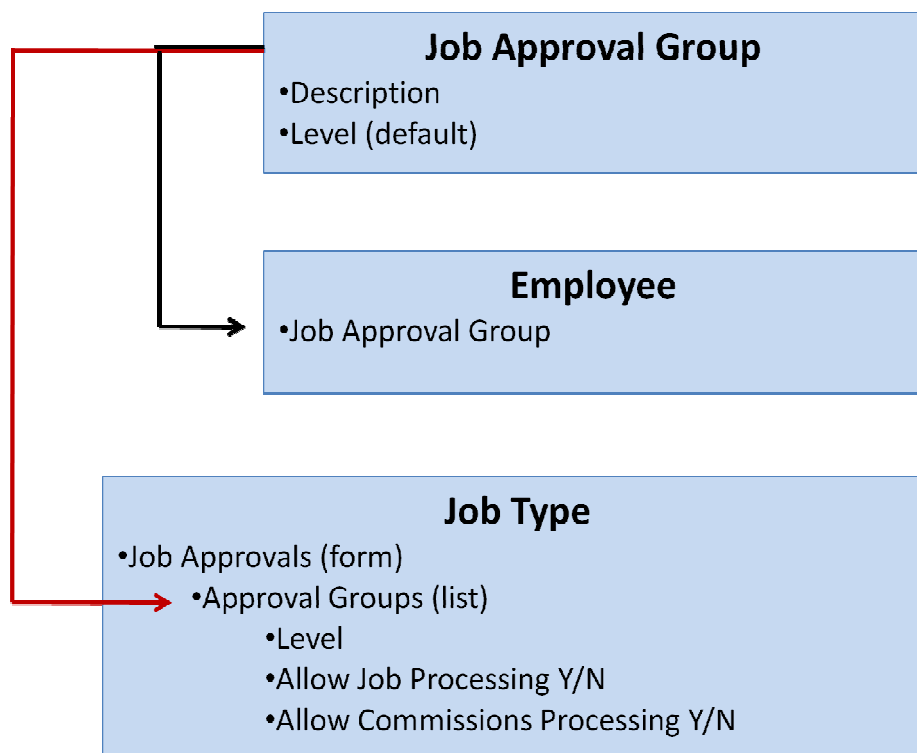 Job Approval Group
•Description
•Level (default)
Employee
•Job Approval Group
Job Type
•Job Approvals (form)
•Approval Groups (list)
•Level
•Allow Job Processing Y/N
•Allow Commissions Processing Y/N